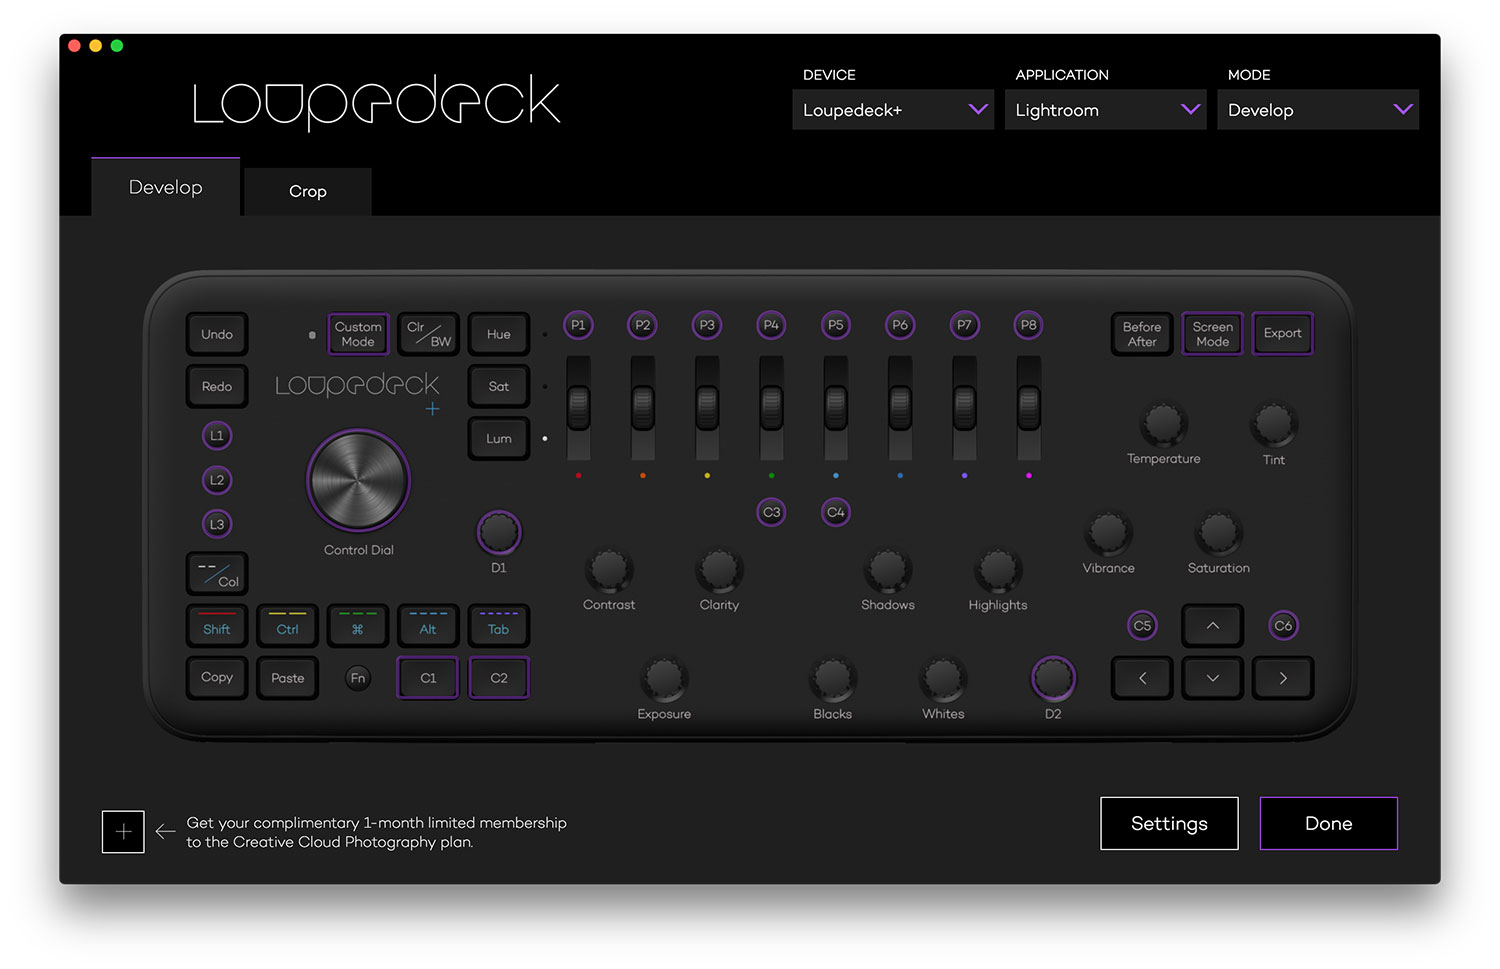 Loupedeck
DEVICE
APPLICATION
MODE
Loupedeck+
Lightroom
Develop
Develop
Crop
Undo
Custom
Mode
Clr/BW
Hue
P1
P2
P3
P4
P5
P6
P7
P8
Before
After
Screen
Mode
Export
Redo
Loupedeck
+
Sat
L1
Lum
Temperature
Tint
L2
L3
Control Dial
D1
C3
C4
Vibrance
Saturation
--/Col
Contrast
Clarity
Shadows
Highlights
Shift
Ctrl
⌘
Alt
Tab
C5
C6
Copy
Paste
Fn
C1
C2
Exposure
Blacks
Whites
D2
Get your complimentary 1-month limited membership
to the Creative Cloud Photography plan.
Settings
Done